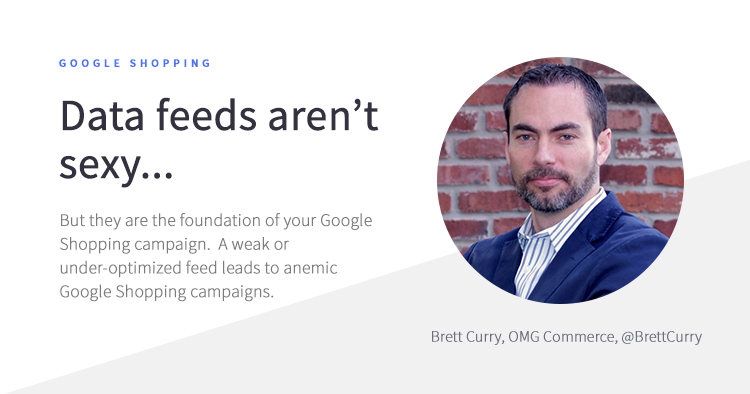 GOOGLE SHOPPING
Data feeds aren’t
sexy...
But they are the foundation of your Google
Shopping campaign.  A weak or
under-optimized feed leads to anemic
Google Shopping campaigns.
Brett Curry, OMG Commerce, @BrettCurry